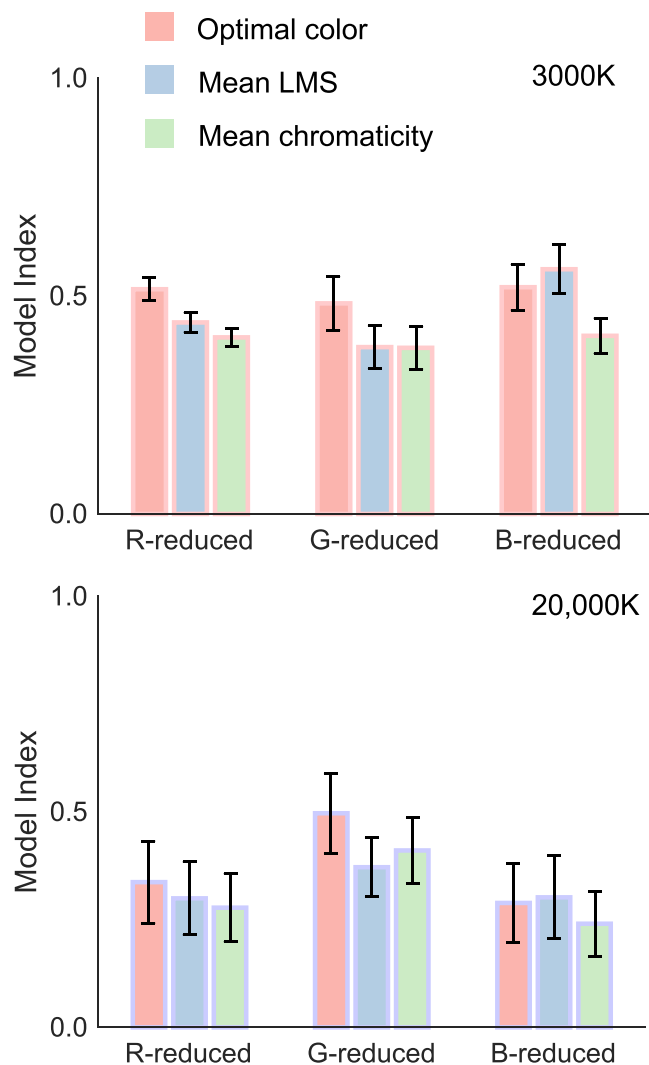 Optimal color
Mean LMS
Mean chromaticity
3000K
1.0
0.5
0.0
Model Index
R-reduced
G-reduced
B-reduced
20,000K
1.0
0.5
0.0
Model Index
R-reduced
G-reduced
B-reduced